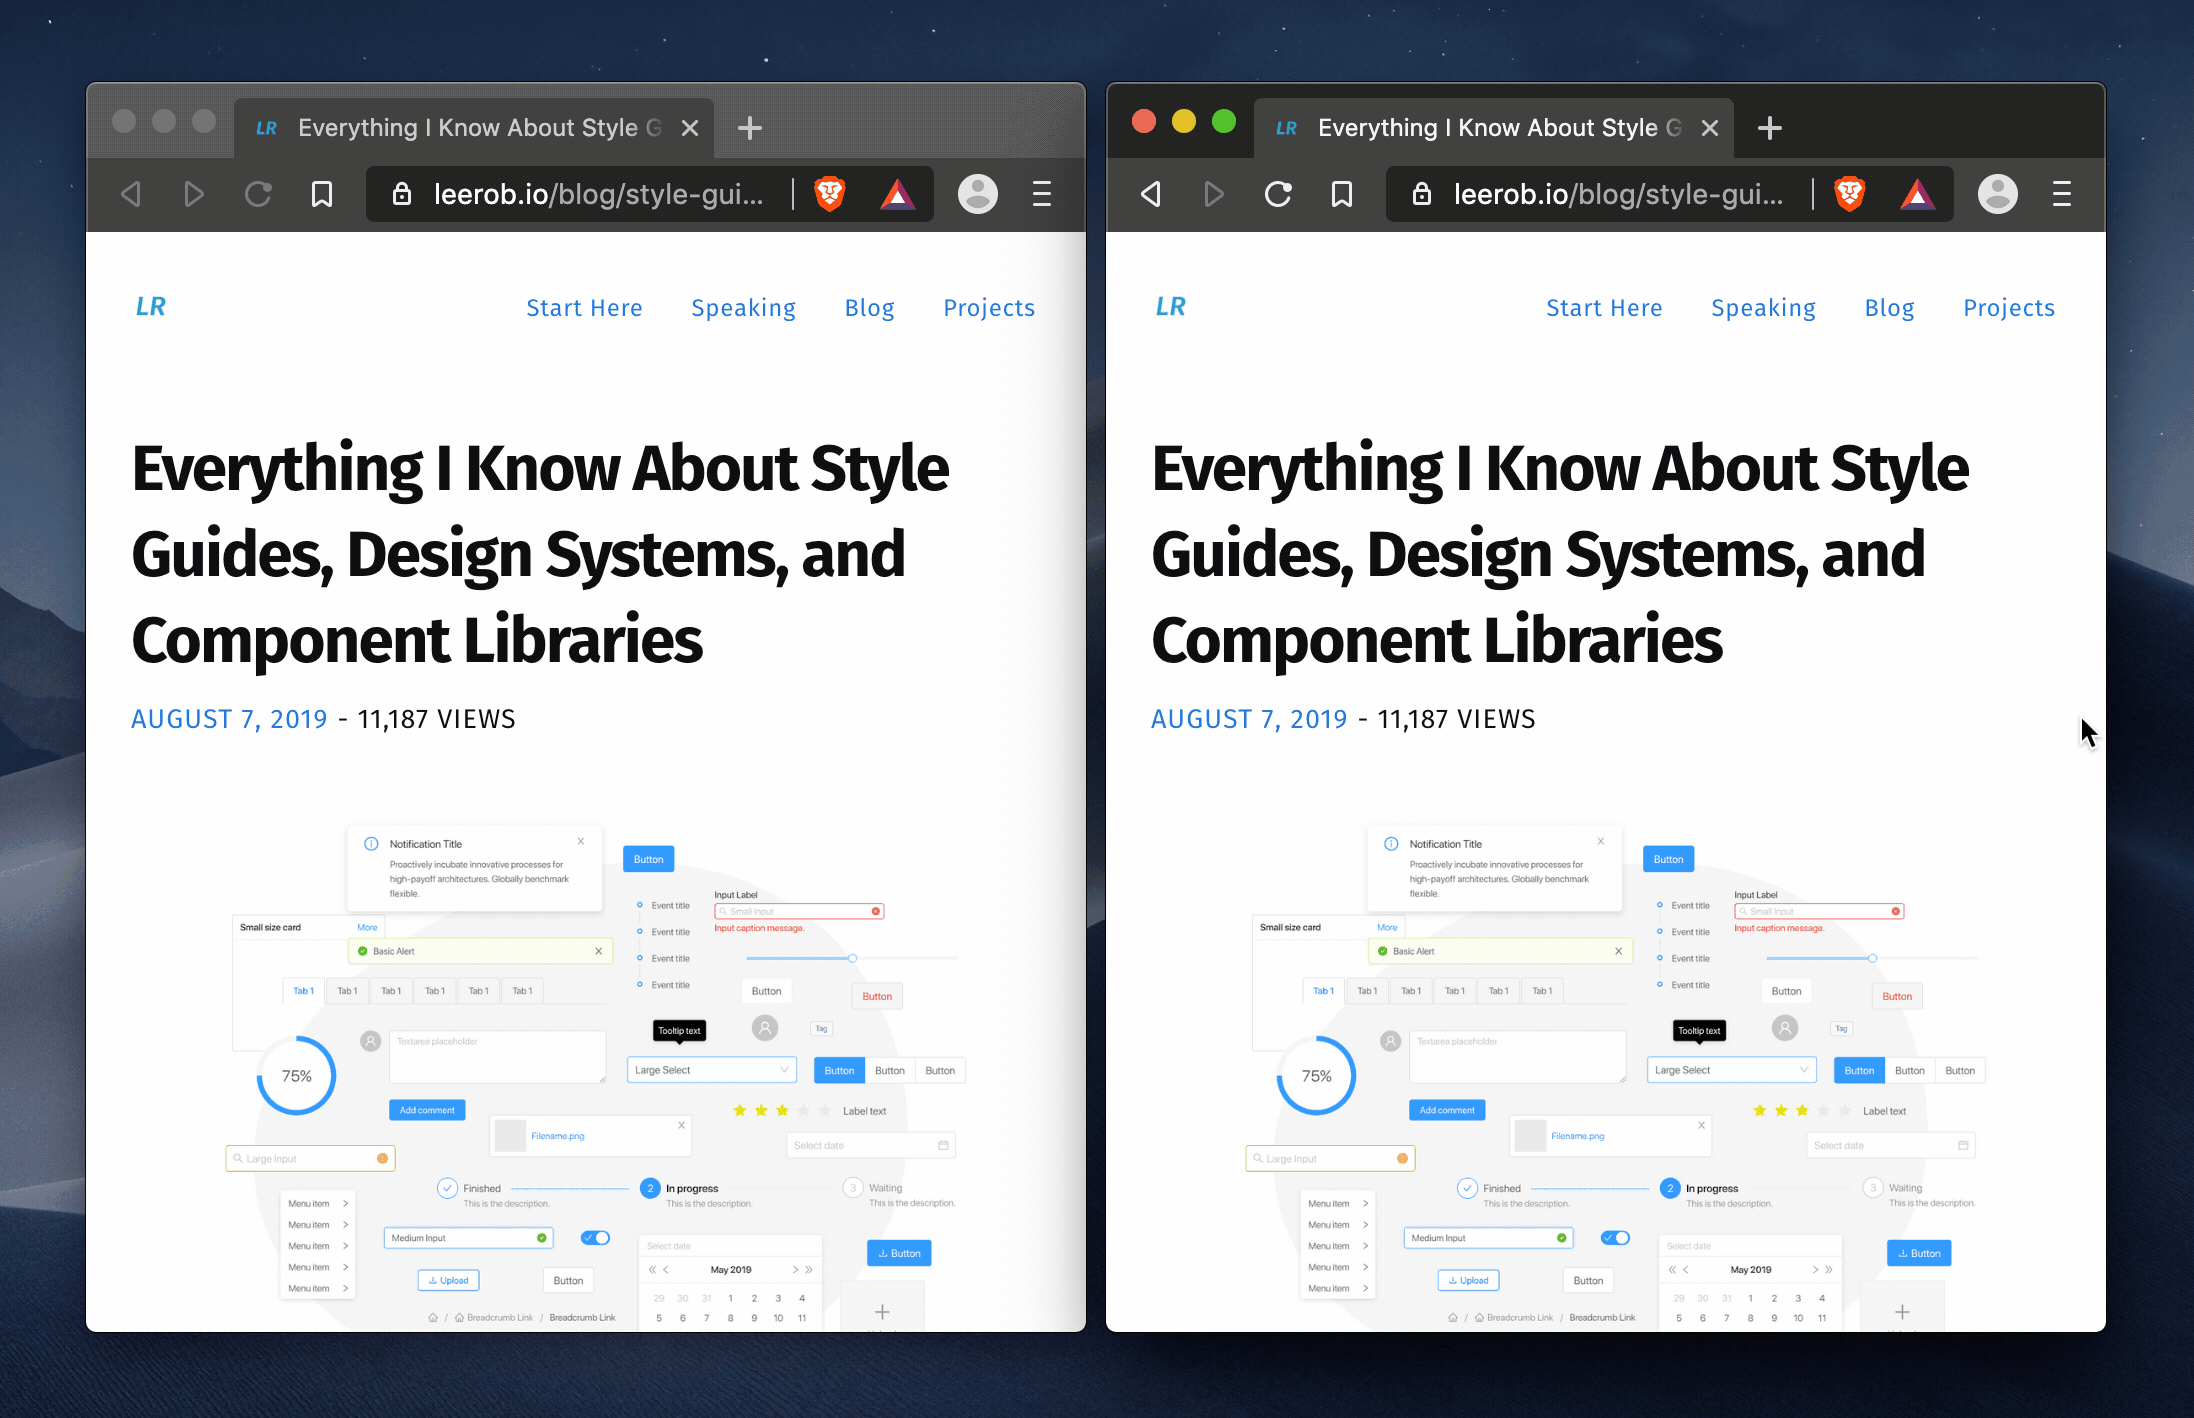 LR Everything I Know About Style G
leerob.io/blog/style-gui...
LR Start Here Speaking Blog Projects
Everything I Know About Style
Guides, Design Systems, and
Component Libraries
AUGUST 7, 2019 - 11,187 VIEWS
Notification Title
Proactively incubate innovative processes for
high-payoff architectures. Globally benchmark
flexible.
Button
Small size card More
Basic Alert
Event title
Event title
Event title
Event title
Input Label
Small Input
Input caption message.
Tab 1 Tab 1 Tab 1 Tab 1 Tab 1 Tab 1
Button
Button
Tooltip text
Tag
75%
Textarea placeholder
Add comment
Large Select
Button Button Button
Label text
Filename.png
Select date
Large Input
Finished
This is the description.
2 In progress
This is the description.
3 Waiting
This is the description.
Menu item
Menu item
Menu item
Menu item
Menu item
Medium Input
Upload
Button
Select date
May 2019
29 30 31 1 2 3 4
5 6 7 8 9 10 11
Button
/ Breadcrumb Link / Breadcrumb Link
LR Everything I Know About Style G
leerob.io/blog/style-gui...
LR Start Here Speaking Blog Projects
Everything I Know About Style
Guides, Design Systems, and
Component Libraries
AUGUST 7, 2019 - 11,187 VIEWS
Notification Title
Proactively incubate innovative processes for
high-payoff architectures. Globally benchmark
flexible.
Button
Small size card More
Basic Alert
Event title
Event title
Event title
Event title
Input Label
Small Input
Input caption message.
Tab 1 Tab 1 Tab 1 Tab 1 Tab 1 Tab 1
Button
Button
Tooltip text
Tag
75%
Textarea placeholder
Add comment
Large Select
Button Button Button
Label text
Filename.png
Select date
Large Input
Finished
This is the description.
2 In progress
This is the description.
3 Waiting
This is the description.
Menu item
Menu item
Menu item
Menu item
Menu item
Medium Input
Upload
Button
Select date
May 2019
29 30 31 1 2 3 4
5 6 7 8 9 10 11
Button
/ Breadcrumb Link / Breadcrumb Link